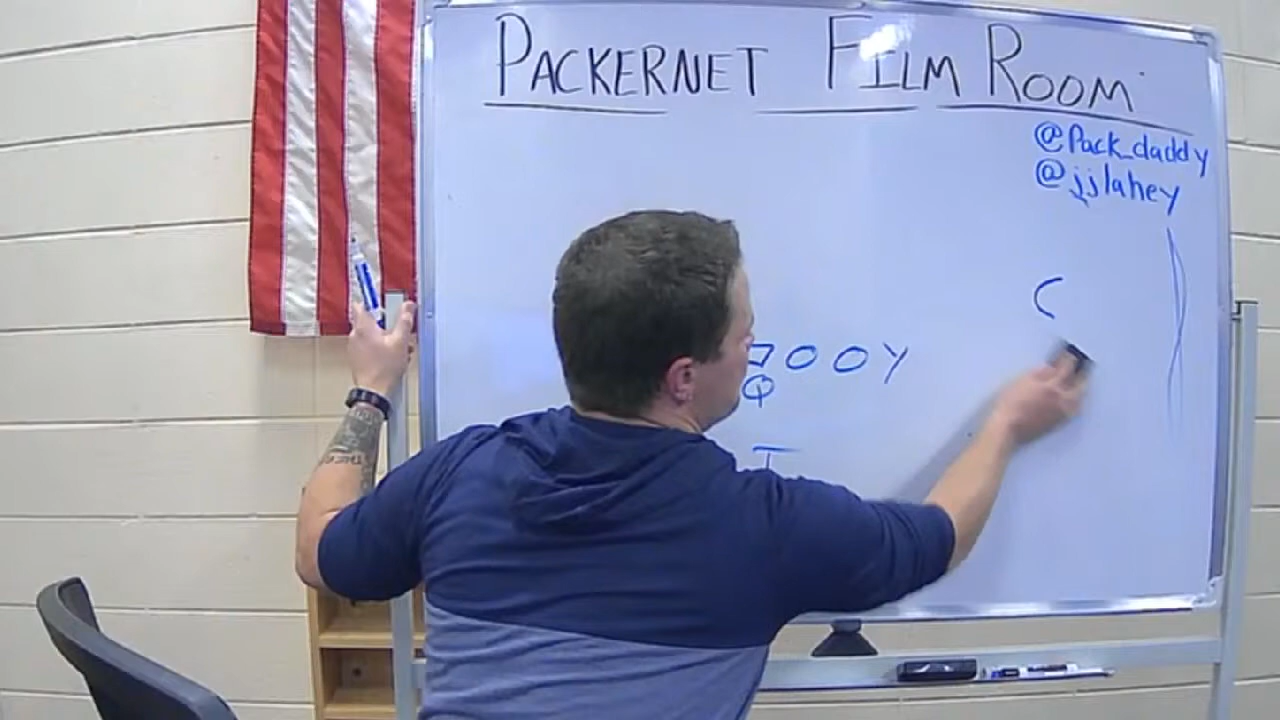 PACKERNET FILM ROOM
@Pack_daddy
@jjlahey
C
O O Y
Q
T